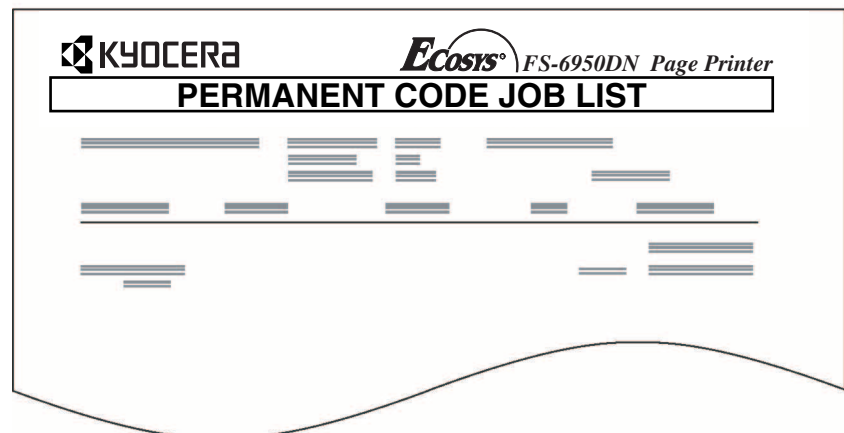 KYOCERA ECOSYS FS-6950DN Page Printer
PERMANENT CODE JOB LIST